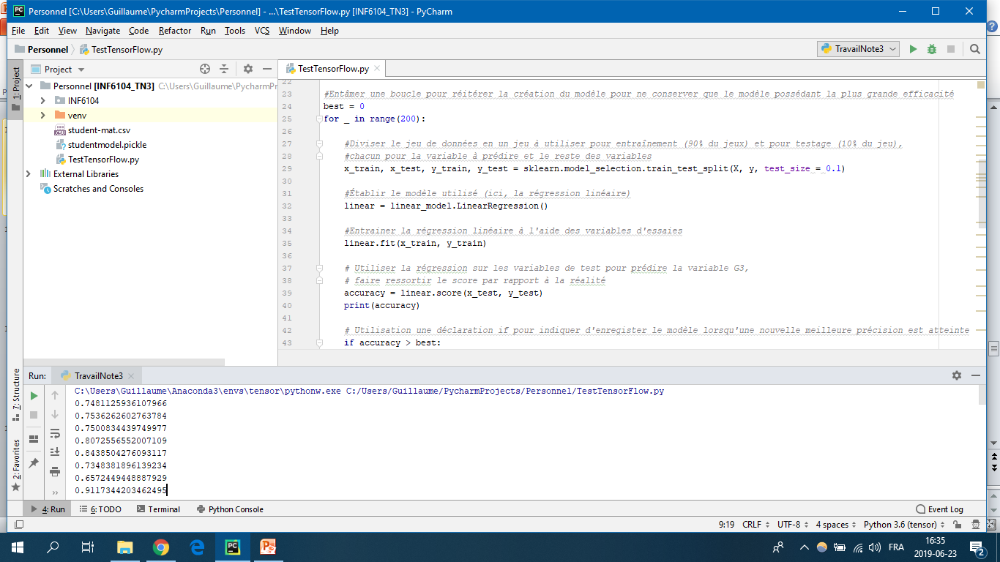 Personnel [C:\Users\Guillaume\PycharmProjects\Personnel] - ...\TestTensorFlow.py [INF6104_TN3] - PyCharm
File Edit View Navigate Code Refactor Run Tools VCS Window Help
Personnel TestTensorFlow.py TravailNote3
1: Project
Project
TestTensorFlow.py
Personnel [INF6104_TN3] C:\Users\Guillaume\PycharmPr
INF6104
venv
student-mat.csv
studentmodel.pickle
TestTensorFlow.py
External Libraries
Scratches and Consoles
22
23 #Entâmer une boucle pour réitérer la création du modèle pour ne conserver que le modèle possédant la plus grande efficacité
24 best = 0
25 for _ in range(200):
26
27 #Diviser le jeu de données en un jeu à utiliser pour entraînement (90% du jeux) et pour testage (10% du jeu),
28 #chacun pour la variable à prédire et le reste des variables
29 x_train, x_test, y_train, y_test = sklearn.model_selection.train_test_split(X, y, test_size = 0.1)
30
31 #Établir le modèle utilisé (ici, la régression linéaire)
32 linear = linear_model.LinearRegression()
33
34 #Entrainer la régression linéaire à l'aide des variables d'essaies
35 linear.fit(x_train, y_train)
36
37 # Utiliser la régression sur les variables de test pour prédire la variable G3,
38 # faire ressortir le score par rapport à la réalité
39 accuracy = linear.score(x_test, y_test)
40 print(accuracy)
41
42 # Utilisation une déclaration if pour indiquer d'enregister le modèle lorsqu'une nouvelle meilleure précision est atteinte
43 if accuracy > best:
7: Structure
2: Favorites
Run: TravailNote3
C:\Users\Guillaume\Anaconda3\envs\tensor\pythonw.exe C:/Users/Guillaume/PycharmProjects/Personnel/TestTensorFlow.py
0.7481125936107966
0.7536262602763784
0.7500834439749977
0.8072556552007109
0.8438504276093117
0.7348381896139234
0.6572449448887929
0.9117344203462495
4: Run 6: TODO Terminal Python Console Event Log
9:19 CRLF UTF-8 4 spaces Python 3.6 (tensor)
FRA 16:35
2019-06-23 2